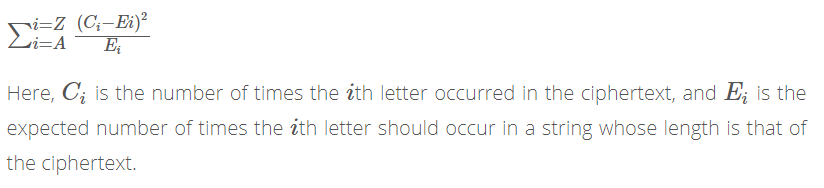 \sum_{i=A}^{i=Z} \frac{(C_i - Ei)^2}{E_i}
Here, C_i is the number of times the ith letter occurred in the ciphertext, and E_i is the
expected number of times the ith letter should occur in a string whose length is that of
the ciphertext.